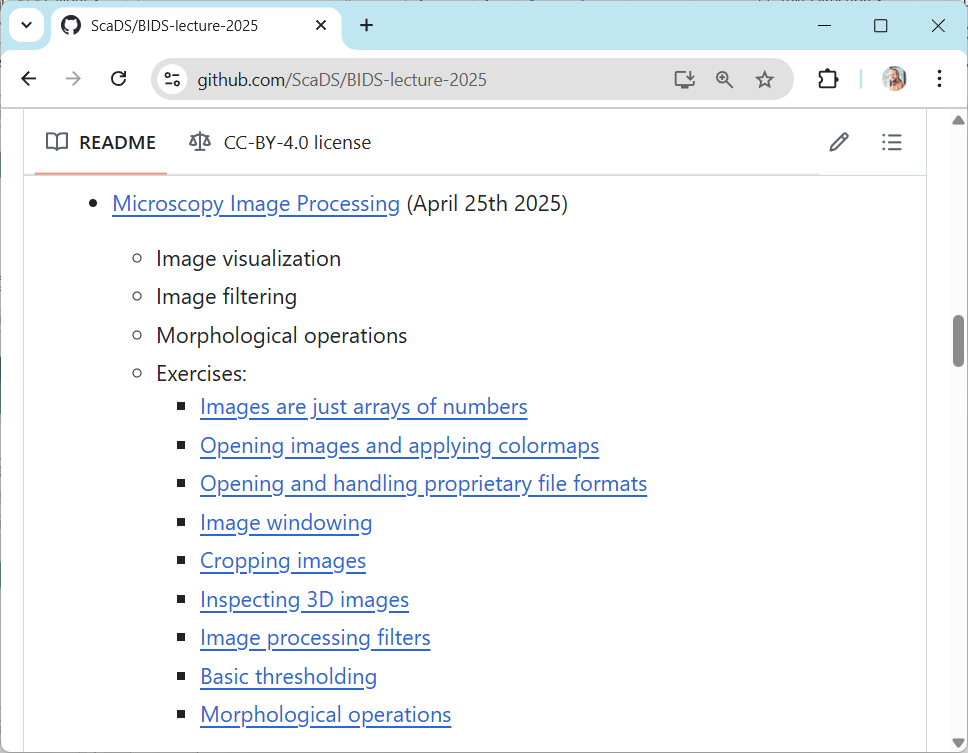 ScaDS/BIDS-lecture-2025
github.com/ScaDS/BIDS-lecture-2025
README
CC-BY-4.0 license
Microscopy Image Processing (April 25th 2025)
Image visualization
Image filtering
Morphological operations
Exercises:
Images are just arrays of numbers
Opening images and applying colormaps
Opening and handling proprietary file formats
Image windowing
Cropping images
Inspecting 3D images
Image processing filters
Basic thresholding
Morphological operations